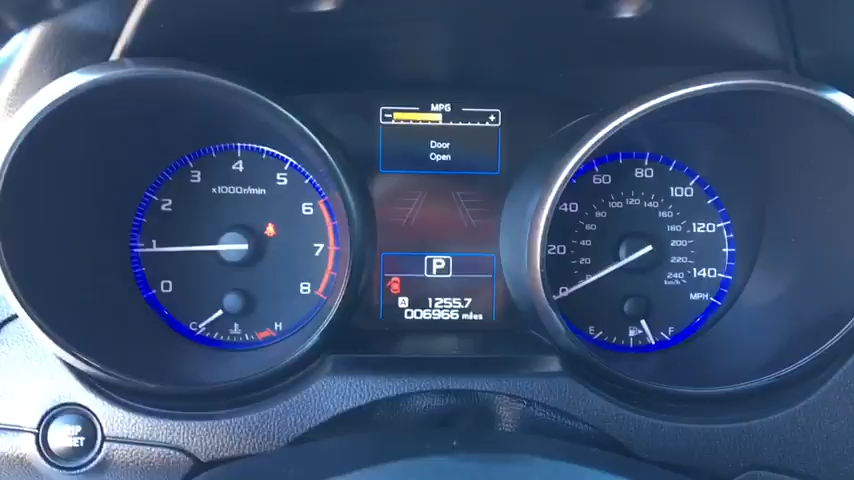 MPG
− +
Door
Open
P
A 1255.7
006966 miles
0
1
2
3
4
5
6
7
8
x1000r/min
C H
0
20
40
60
80
100
120
140
MPH
20
40
60
80
100
120
140
160
180
200
220
240
km/h
E F